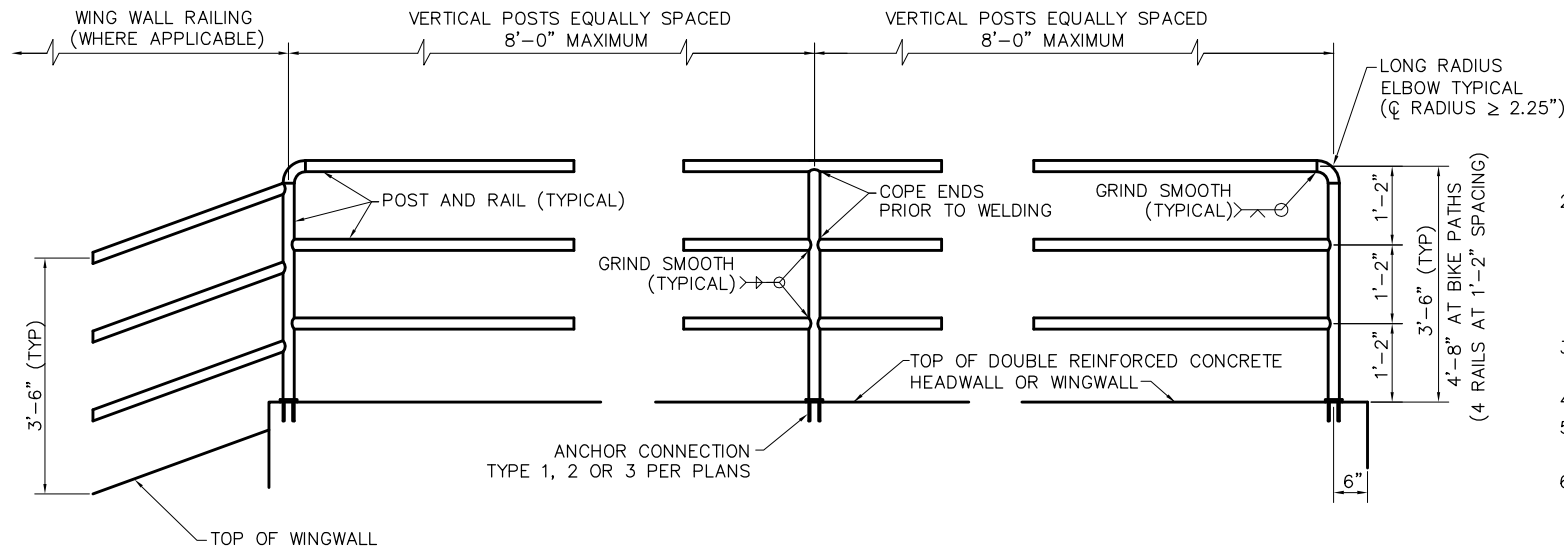 WING WALL RAILING
(WHERE APPLICABLE)
VERTICAL POSTS EQUALLY SPACED
8'-0" MAXIMUM
VERTICAL POSTS EQUALLY SPACED
8'-0" MAXIMUM
LONG RADIUS
ELBOW TYPICAL
(℄ RADIUS ≥ 2.25")
POST AND RAIL (TYPICAL)
COPE ENDS
PRIOR TO WELDING
GRIND SMOOTH
(TYPICAL)
GRIND SMOOTH
(TYPICAL)
1'-2"
1'-2"
1'-2"
3'-6" (TYP)
4'-8" AT BIKE PATHS
(4 RAILS AT 1'-2" SPACING)
3'-6" (TYP)
TOP OF DOUBLE REINFORCED CONCRETE
HEADWALL OR WINGWALL
ANCHOR CONNECTION
TYPE 1, 2 OR 3 PER PLANS
6"
TOP OF WINGWALL